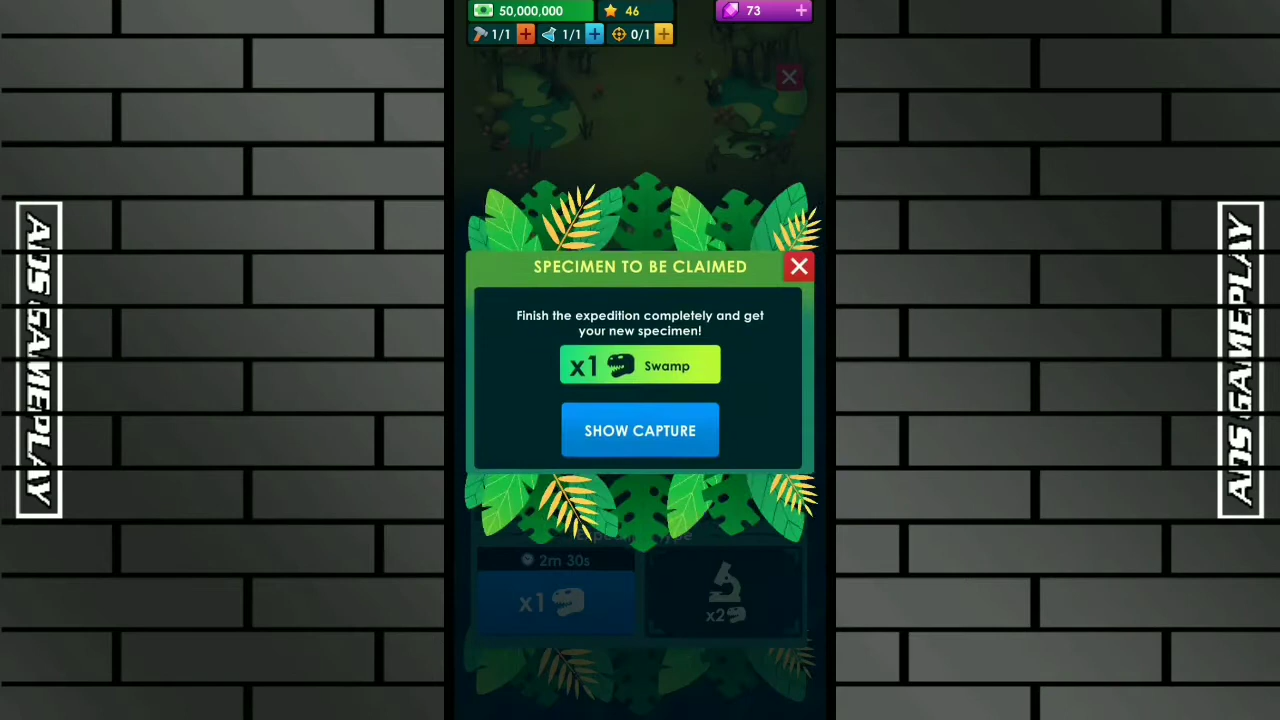 50,000,000
46
73
1/1
1/1
0/1
SPECIMEN TO BE CLAIMED
Finish the expedition completely and get
your new specimen!
x1 Swamp
SHOW CAPTURE
2m 30s
x1
x2
ADS GAMEPLAY
ADS GAMEPLAY